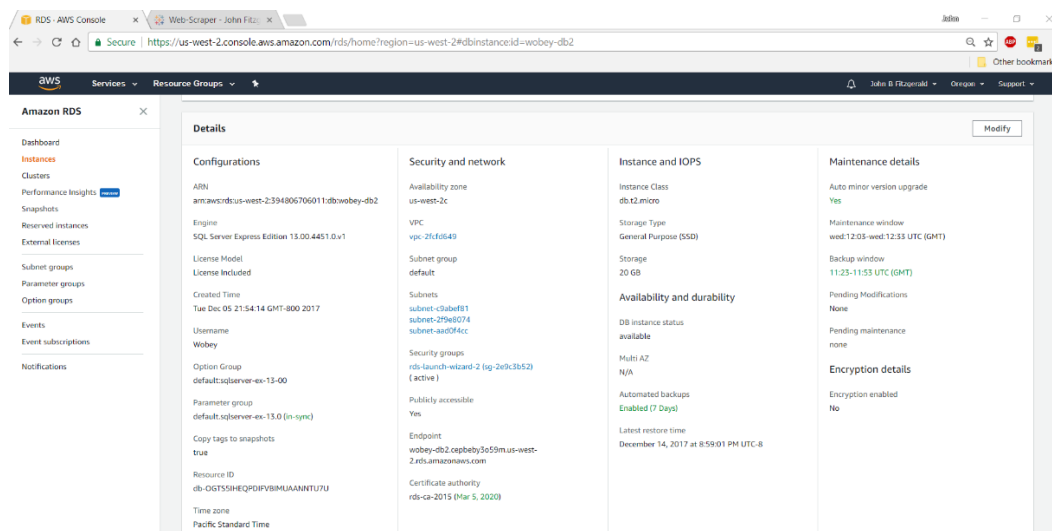 RDS - AWS Console
Web-Scraper - John Fitz
Secure
https://us-west-2.console.aws.amazon.com/rds/home?region=us-west-2#dbinstance:id=wobey-db2
ABP
Other bookmark
aws
Services
Resource Groups
John B Fitzgerald
Oregon
Support
Amazon RDS
Dashboard
Instances
Clusters
Performance Insights
Snapshots
Reserved instances
External licenses
Subnet groups
Parameter groups
Option groups
Events
Event subscriptions
Notifications
Details
Modify
Configurations
ARN
arn:aws:rds:us-west-2:394806706011:db:wobey-db2
Engine
SQL Server Express Edition 13.00.4451.0.v1
License Model
License Included
Created Time
Tue Dec 05 21:54:14 GMT-800 2017
Username
Wobey
Option Group
default:sqlserver-ex-13-00
Parameter group
default.sqlserver-ex-13.0 (in-sync)
Copy tags to snapshots
true
Resource ID
Time zone
Pacific Standard Time
Security and network
Availability zone
us-west-2c
VPC
vpc-2fcfd649
Subnet group
default
Subnets
subnet-c9abef81
subnet-2f9e8074
subnet-aad0f4cc
Security groups
rds-launch-wizard-2 (sg-2e9c3b52)
( active )
Publicly accessible
Yes
Endpoint
wobey-db2.cepbeby3o59m.us-west-
2.rds.amazonaws.com
Certificate authority
rds-ca-2015 (Mar 5, 2020)
Instance and IOPS
Instance Class
db.t2.micro
Storage Type
General Purpose (SSD)
Storage
20 GB
Availability and durability
DB instance status
available
Multi AZ
N/A
Automated backups
Enabled (7 Days)
Latest restore time
December 14, 2017 at 8:59:01 PM UTC-8
Maintenance details
Auto minor version upgrade
Yes
Maintenance window
wed:12:03-wed:12:33 UTC (GMT)
Backup window
11:23-11:53 UTC (GMT)
Pending Modifications
None
Pending maintenance
none
Encryption details
Encryption enabled
No